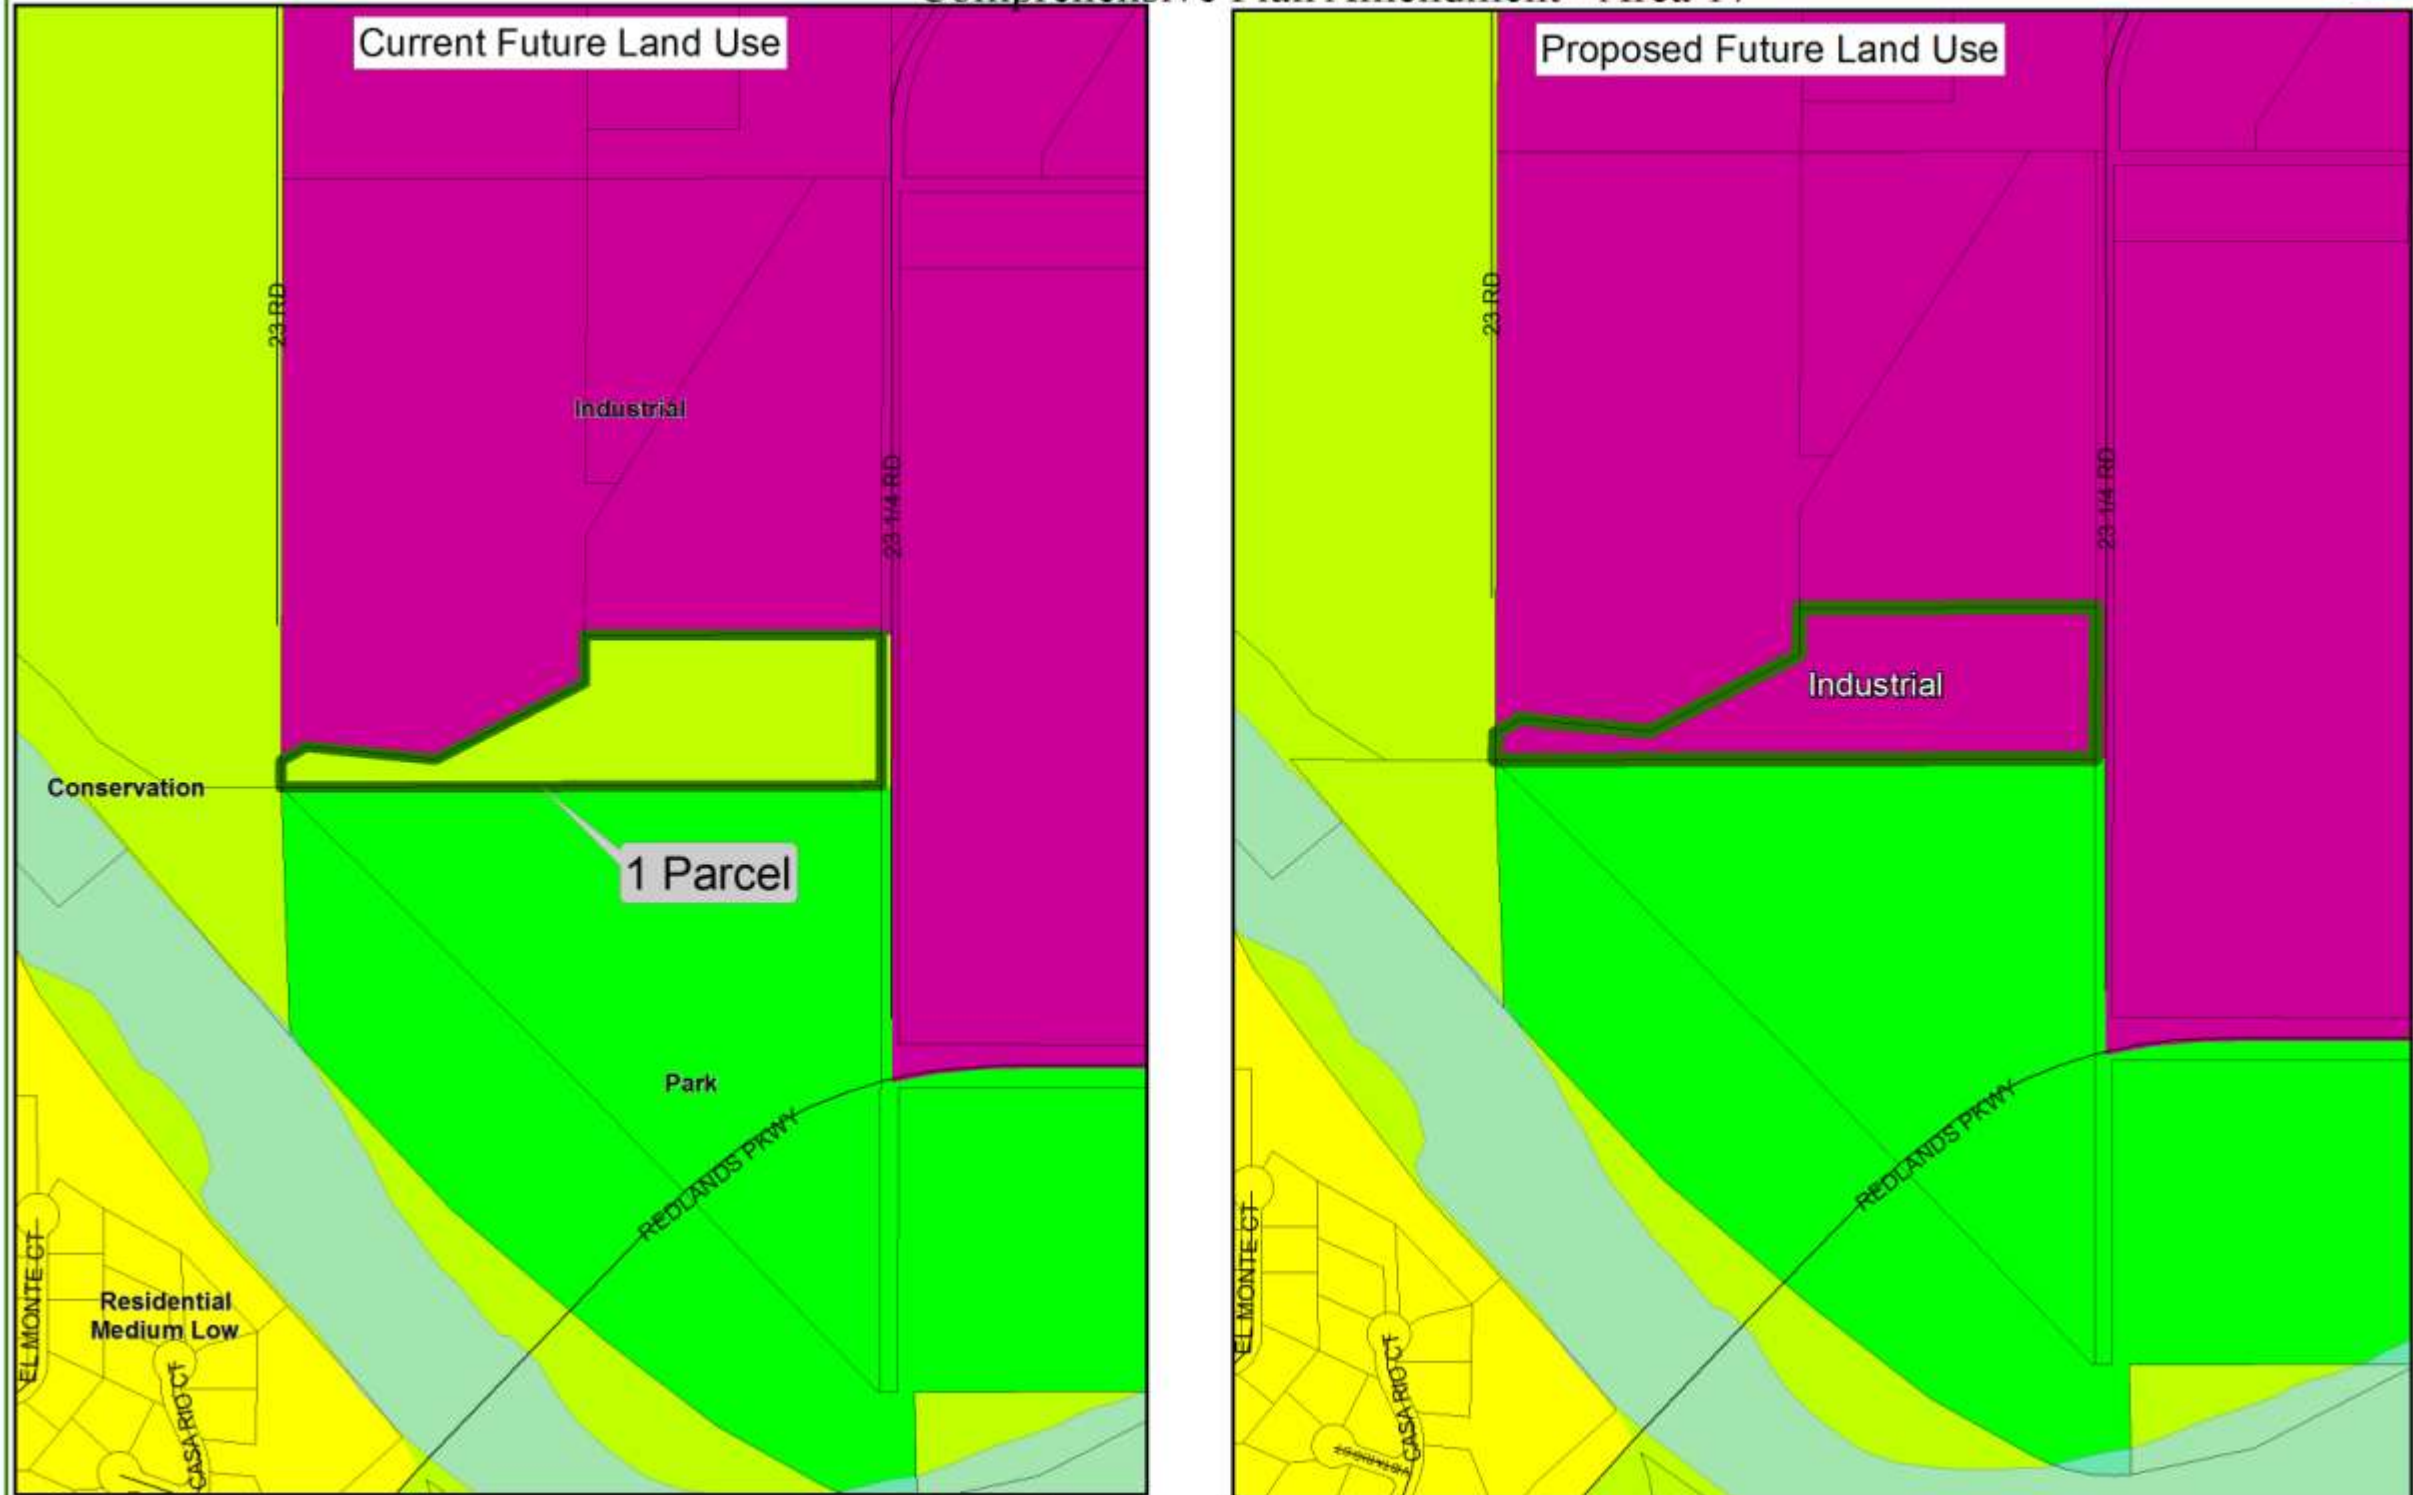 Current Future Land Use
23 RD
Industrial
23 1/4 RD
Conservation
1 Parcel
Park
REDLANDS PKWY
Residential
Medium Low
EL MONTE CT
CASA RIO CT
Proposed Future Land Use
23 RD
23 1/4 RD
Industrial
REDLANDS PKWY
EL MONTE CT
CASA RIO CT